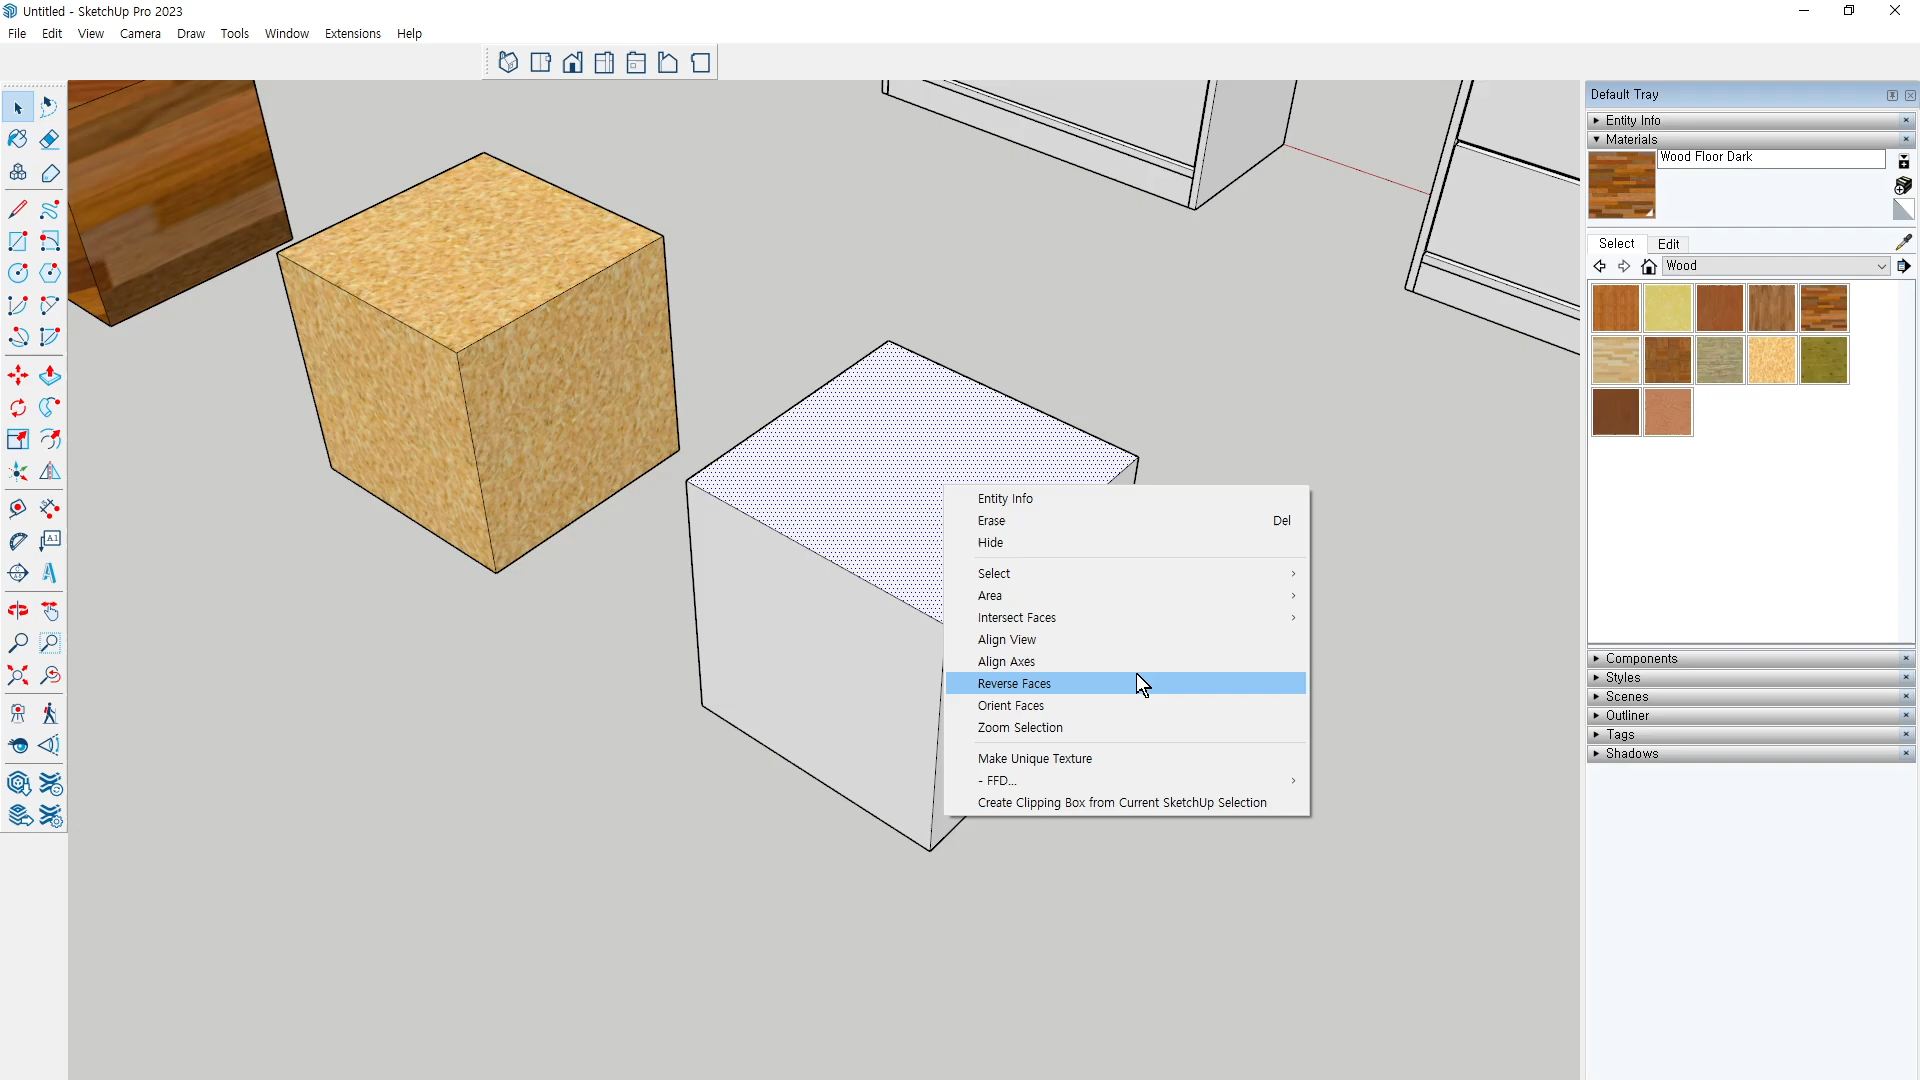 Untitled - SketchUp Pro 2023
File Edit View Camera Draw Tools Window Extensions Help
Default Tray
Entity Info
Materials
Wood Floor Dark
Select Edit
Wood
Entity Info
Erase Del
Hide
Select
Area
Intersect Faces
Align View
Align Axes
Reverse Faces
Orient Faces
Zoom Selection
Make Unique Texture
- FFD...
Create Clipping Box from Current SketchUp Selection
Components
Styles
Scenes
Outliner
Tags
Shadows
A1